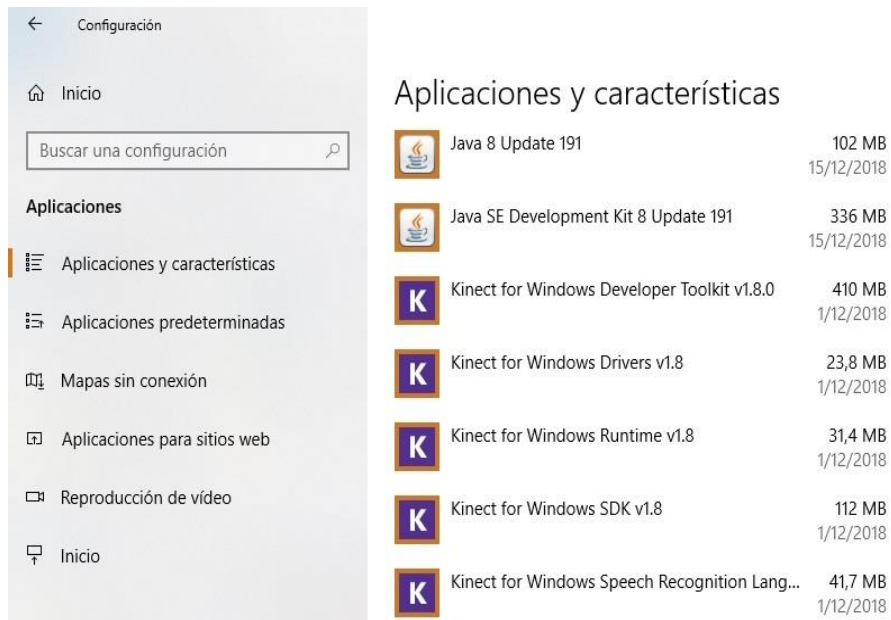 Configuración
Inicio
Buscar una configuración
Aplicaciones
Aplicaciones y características
Aplicaciones predeterminadas
Mapas sin conexión
Aplicaciones para sitios web
Reproducción de vídeo
Inicio
Aplicaciones y características
Java 8 Update 191 102 MB
15/12/2018
Java SE Development Kit 8 Update 191 336 MB
15/12/2018
K Kinect for Windows Developer Toolkit v1.8.0 410 MB
1/12/2018
K Kinect for Windows Drivers v1.8 23,8 MB
1/12/2018
K Kinect for Windows Runtime v1.8 31,4 MB
1/12/2018
K Kinect for Windows SDK v1.8 112 MB
1/12/2018
K Kinect for Windows Speech Recognition Lang... 41,7 MB
1/12/2018